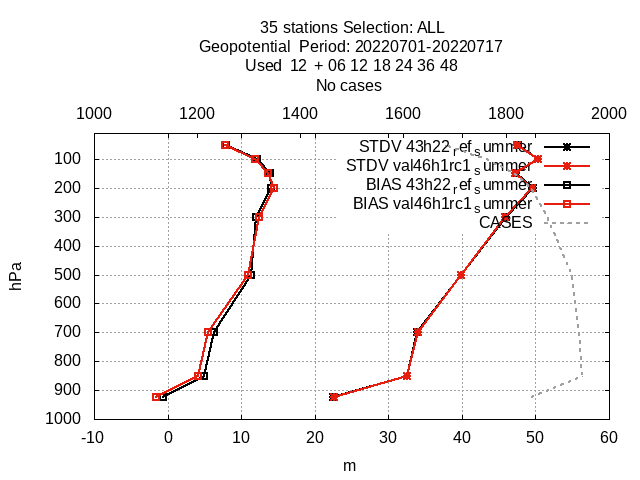 35 stations Selection: ALL
Geopotential Period: 20220701-20220717
Used 12 + 06 12 18 24 36 48
No cases
1000 1200 1400 1600 1800 2000
STDV 43h22_ref_summer
STDV val46h1rc1_summer
BIAS 43h22_ref_summer
BIAS val46h1rc1_summer
CASES
100
200
300
400
500
600
700
800
900
1000
hPa
-10 0 10 20 30 40 50 60
m